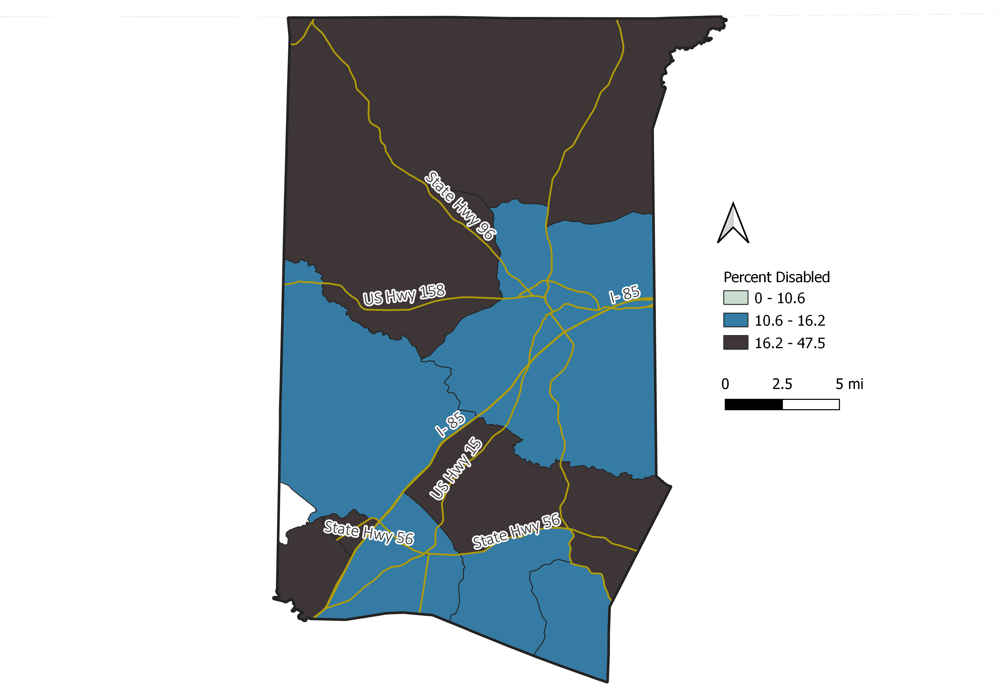 State Hwy 96
US Hwy 158
I- 85
Percent Disabled
0 - 10.6
10.6 - 16.2
16.2 - 47.5
0 2.5 5 mi
I- 85
US Hwy 15
State Hwy 56
State Hwy 56